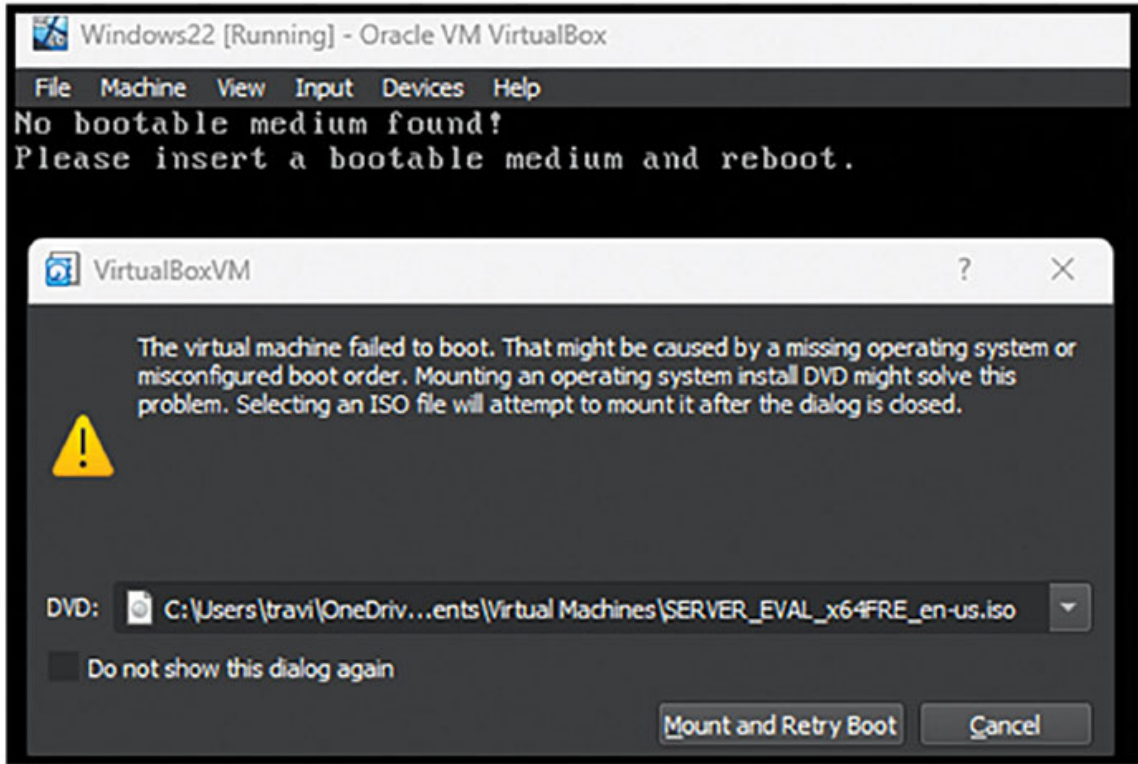 Windows22 [Running] - Oracle VM VirtualBox
File Machine View Input Devices Help
No bootable medium found!
Please insert a bootable medium and reboot.
VirtualBoxVM ?
The virtual machine failed to boot. That might be caused by a missing operating system or
misconfigured boot order. Mounting an operating system install DVD might solve this
problem. Selecting an ISO file will attempt to mount it after the dialog is closed.
DVD: C:\Users\travi\OneDriv...ents\Virtual Machines\SERVER_EVAL_x64FRE_en-us.iso
Do not show this dialog again
Mount and Retry Boot Cancel